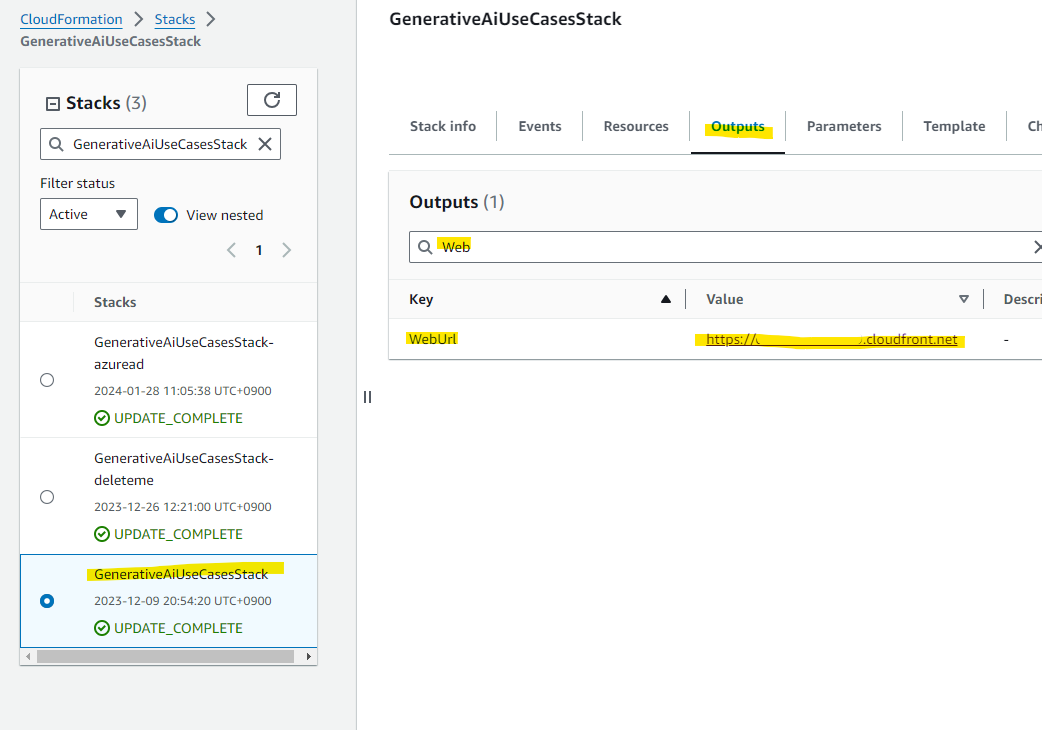 CloudFormation > Stacks >
GenerativeAiUseCasesStack
Stacks (3)
GenerativeAiUseCasesStack
Filter status
Active
View nested
1
Stacks
GenerativeAiUseCasesStack-
azuread
2024-01-28 11:05:38 UTC+0900
UPDATE_COMPLETE
GenerativeAiUseCasesStack-
deleteme
2023-12-26 12:21:00 UTC+0900
UPDATE_COMPLETE
GenerativeAiUseCasesStack
2023-12-09 20:54:20 UTC+0900
UPDATE_COMPLETE
GenerativeAiUseCasesStack
Stack info Events Resources Outputs Parameters Template Ch
Outputs (1)
Web
Key Value Descri
WebUrl https:// .cloudfront.net -